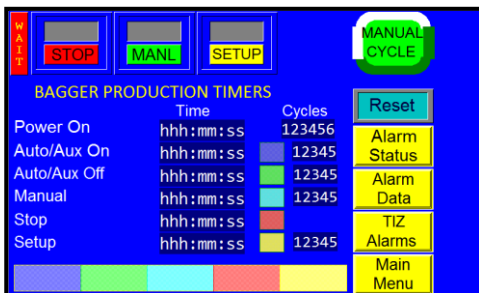 WAIT
STOP MANL SETUP
MANUAL
CYCLE
BAGGER PRODUCTION TIMERS
Time Cycles
Power On hhh:mm:ss 123456
Auto/Aux On hhh:mm:ss 12345
Auto/Aux Off hhh:mm:ss 12345
Manual hhh:mm:ss 12345
Stop hhh:mm:ss
Setup hhh:mm:ss 12345
Reset
Alarm
Status
Alarm
Data
TIZ
Alarms
Main
Menu